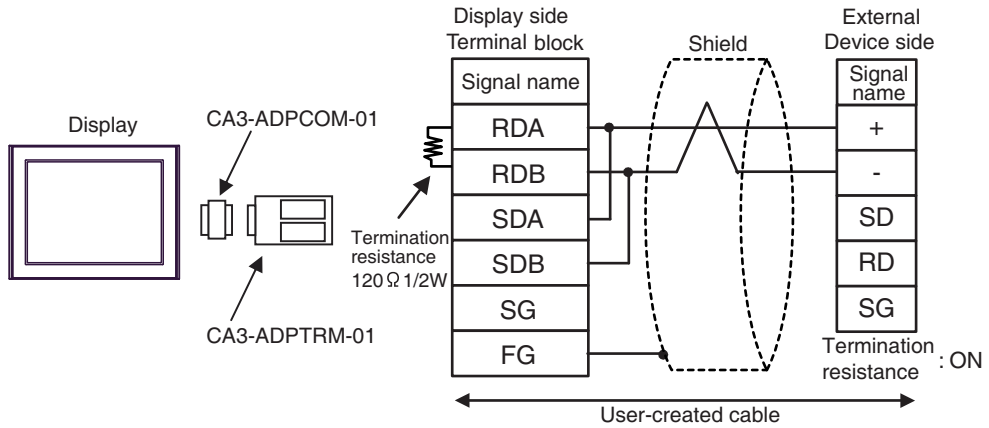 Display side
Terminal block
Shield
External
Device side
Display
CA3-ADPCOM-01
Signal name
RDA
RDB
SDA
SDB
SG
FG
Signal
name
+
-
SD
RD
SG
Termination
resistance
120Ω 1/2W
CA3-ADPTRM-01
Termination
resistance : ON
User-created cable